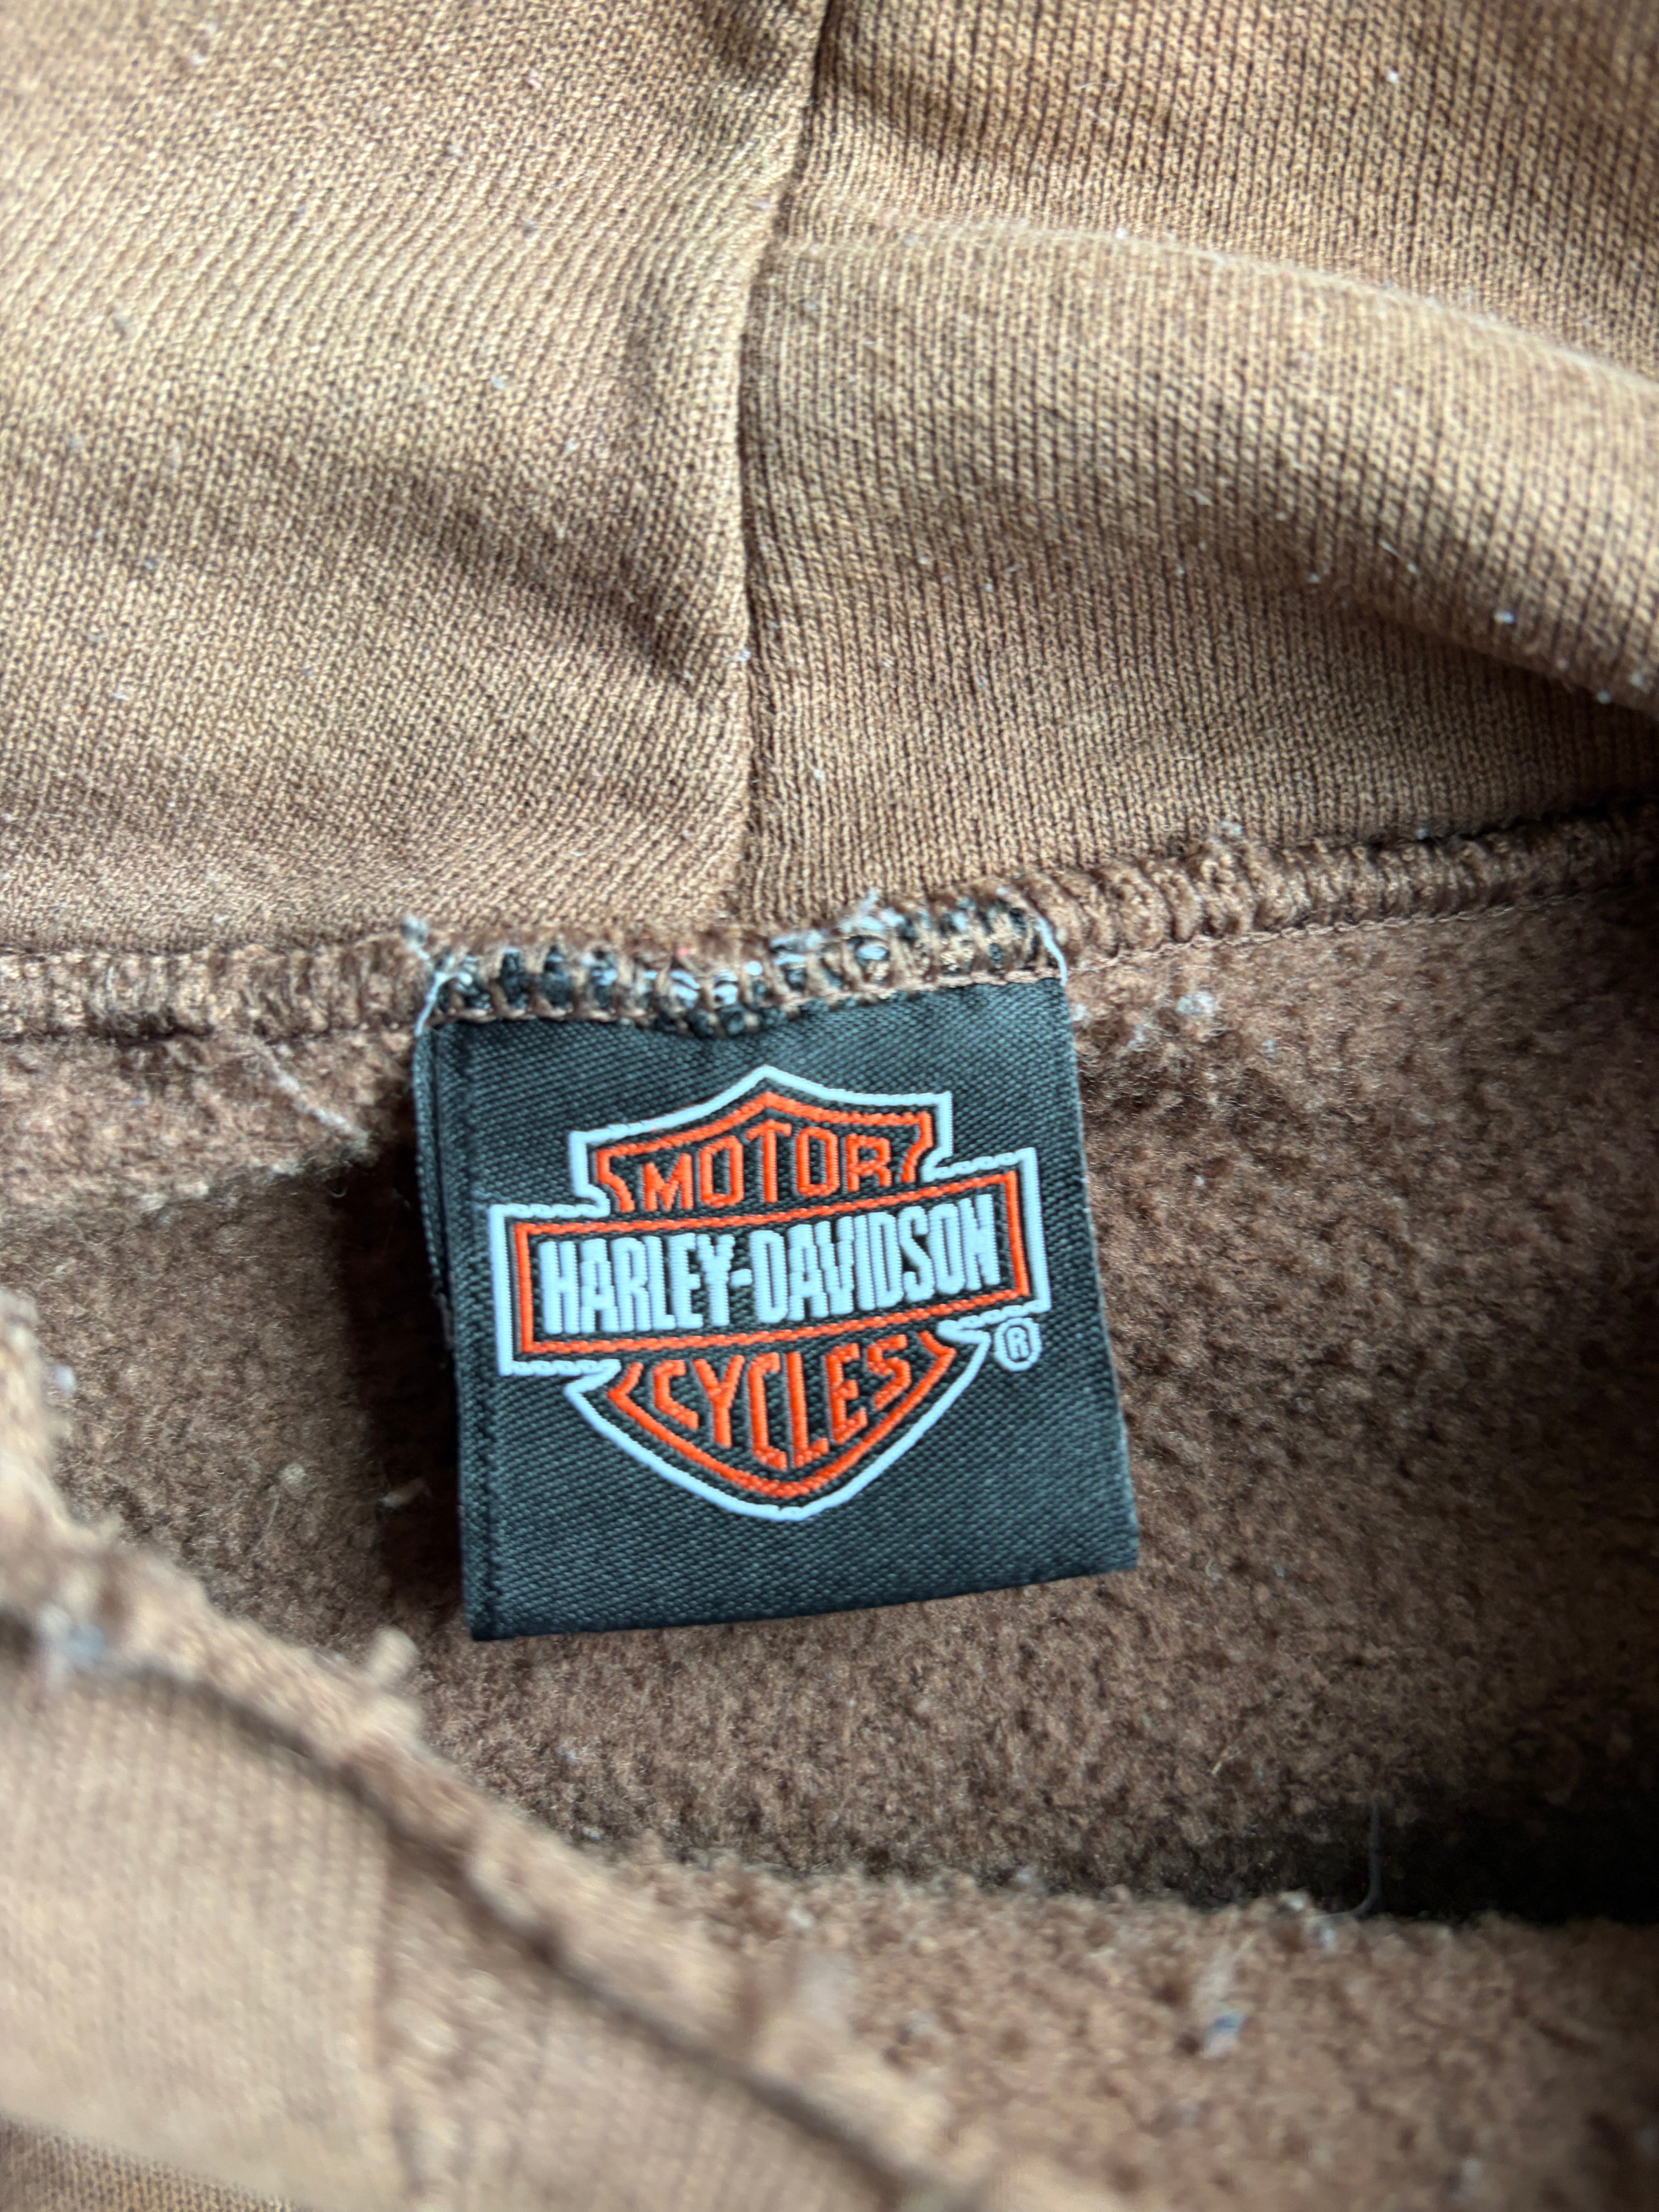 MOTOR
HARLEY-DAVIDSON
CYCLES
®